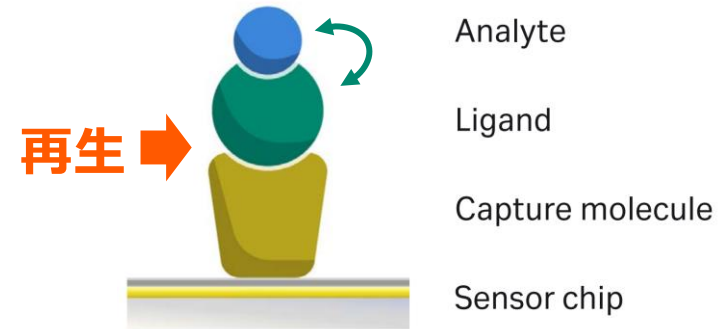 Analyte
Ligand
再生
Capture molecule
Sensor chip